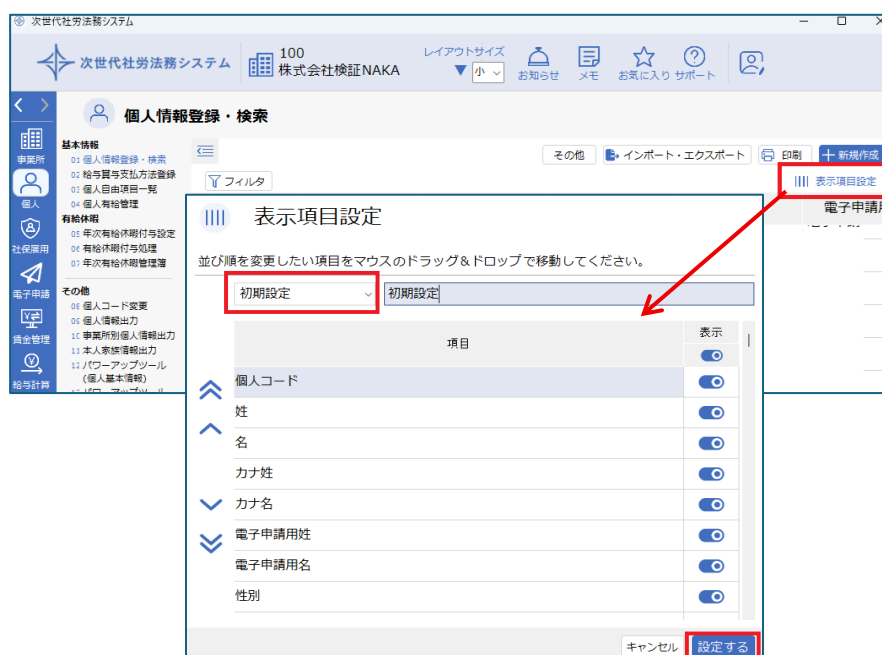 次世代社労法務システム
次世代社労法務システム
100
株式会社検証NAKA
レイアウトサイズ
▼ 小
お知らせ
メモ
お気に入り
サポート
個人情報登録・検索
事業所
個人
社保雇用
電子申請
賃金管理
給与計算
基本情報
01 個人情報登録・検索
02 給与賞与支払方法登録
03 個人自由項目一覧
04 個人有給管理
有給休暇
05 年次有給休暇付与設定
06 有給休暇付与処理
07 年次有給休暇管理簿
その他
08 個人コード変更
09 個人情報出力
10 事業所別個人情報出力
11 本人家族情報出力
12 パワーアップツール
(個人基本情報)
その他
インポート・エクスポート
印刷
新規作成
フィルタ
表示項目設定
電子申請用
表示項目設定
並び順を変更したい項目をマウスのドラッグ&ドロップで移動してください。
初期設定
初期設定
項目
表示
個人コード
姓
名
カナ姓
カナ名
電子申請用姓
電子申請用名
性別
キャンセル
設定する